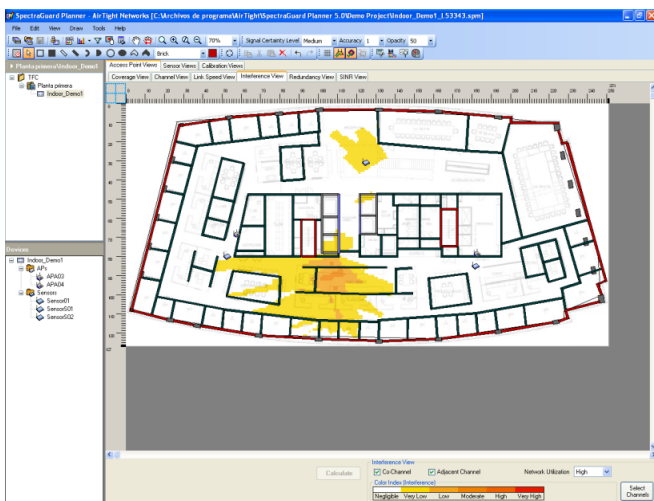 SpectraGuard Planner - AirTight Networks [C:\Archivos de programa\AirTight\SpectraGuard Planner 5.0\Demo Project\Indoor_Demo1_L53343.spm]
File Edit View Draw Tools Help
70% Signal Certainty Level Medium Accuracy 1 Opacity 50
Brick
Planta primera\Indoor_Demo1
Access Point Views Sensor Views Calibration Views
TFC
Coverage View Channel View Link Speed View Interference View Redundancy View SINR View
Planta primera
Indoor_Demo1
Devices
Indoor_Demo1
APs
APA03
APA04
Sensors
Sensor01
SensorS01
SensorS02
Interference View
Calculate
Co-Channel Adjacent Channel Network Utilization High
Color Index (Interference)
Negligible Very Low Low Moderate High Very High
Select Channels